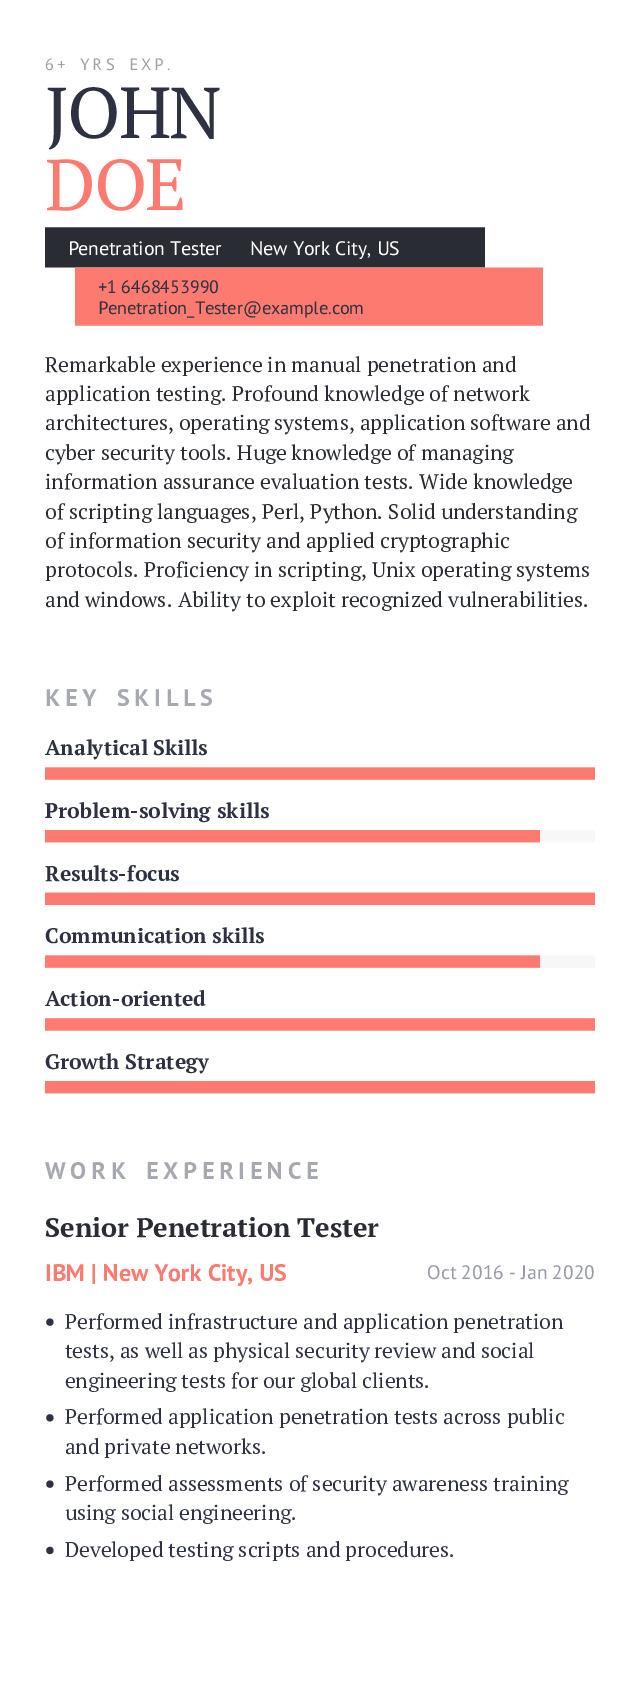 6+ YRS EXP.
JOHN
DOE
Penetration Tester New York City, US
+1 6468453990
Penetration_Tester@example.com
Remarkable experience in manual penetration and
application testing. Profound knowledge of network
architectures, operating systems, application software and
cyber security tools. Huge knowledge of managing
information assurance evaluation tests. Wide knowledge
of scripting languages, Perl, Python. Solid understanding
of information security and applied cryptographic
protocols. Proficiency in scripting, Unix operating systems
and windows. Ability to exploit recognized vulnerabilities.
KEY SKILLS
Analytical Skills
Problem-solving skills
Results-focus
Communication skills
Action-oriented
Growth Strategy
WORK EXPERIENCE
Senior Penetration Tester
IBM | New York City, US Oct 2016 - Jan 2020
• Performed infrastructure and application penetration
tests, as well as physical security review and social
engineering tests for our global clients.
• Performed application penetration tests across public
and private networks.
• Performed assessments of security awareness training
using social engineering.
• Developed testing scripts and procedures.